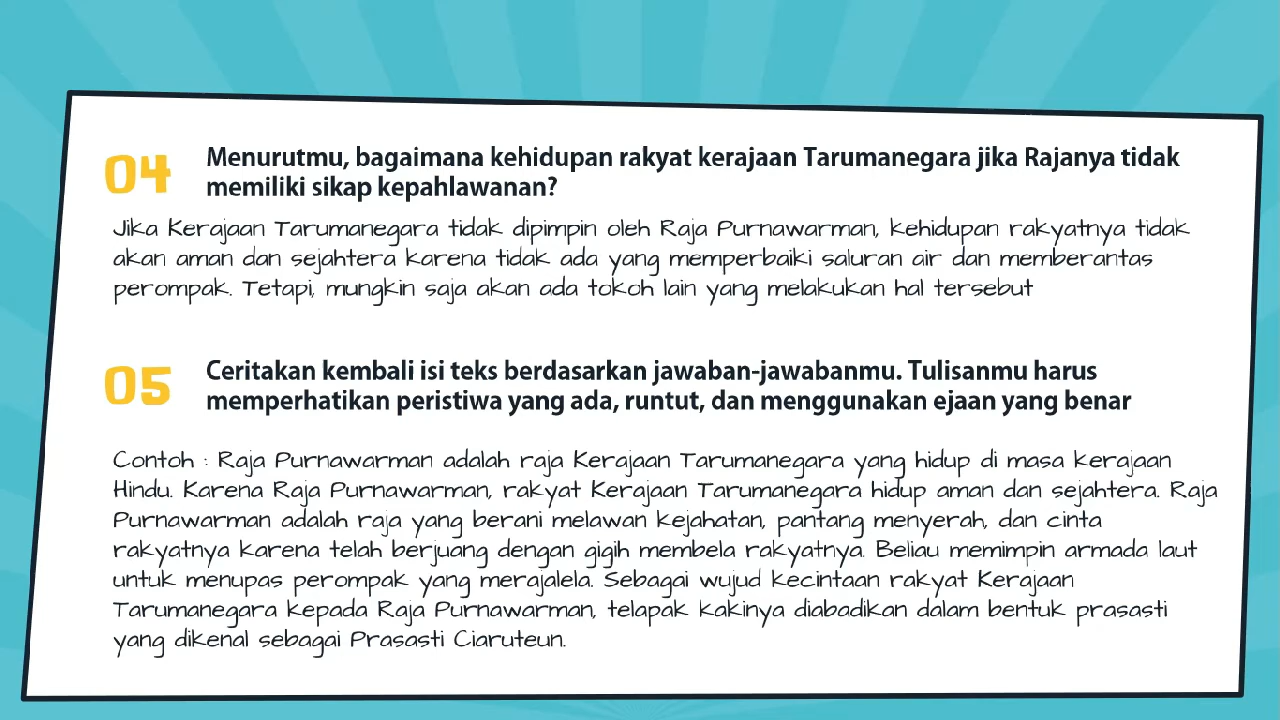 04
Menurutmu, bagaimana kehidupan rakyat kerajaan Tarumanegara jika Rajanya tidak
memiliki sikap kepahlawanan?
Jika Kerajaan Tarumanegara tidak dipimpin oleh Raja Purnawarman, kehidupan rakyatnya tidak
akan aman dan sejahtera karena tidak ada yang memperbaiki saluran air dan memberantas
perompak. Tetapi, mungkin saja akan ada tokoh lain yang melakukan hal tersebut
05
Ceritakan kembali isi teks berdasarkan jawaban-jawabanmu. Tulisanmu harus
memperhatikan peristiwa yang ada, runtut, dan menggunakan ejaan yang benar
Contoh : Raja Purnawarman adalah raja Kerajaan Tarumanegara yang hidup di masa kerajaan
Hindu. Karena Raja Purnawarman, rakyat Kerajaan Tarumanegara hidup aman dan sejahtera. Raja
Purnawarman adalah raja yang berani melawan kejahatan, pantang menyerah, dan cinta
rakyatnya karena telah berjuang dengan gigih membela rakyatnya. Beliau memimpin armada laut
untuk menupas perompak yang merajalela. Sebagai wujud kecintaan rakyat Kerajaan
Tarumanegara kepada Raja Purnawarman, telapak kakinya diabadikan dalam bentuk prasasti
yang dikenal sebagai Prasasti Ciaruteun.